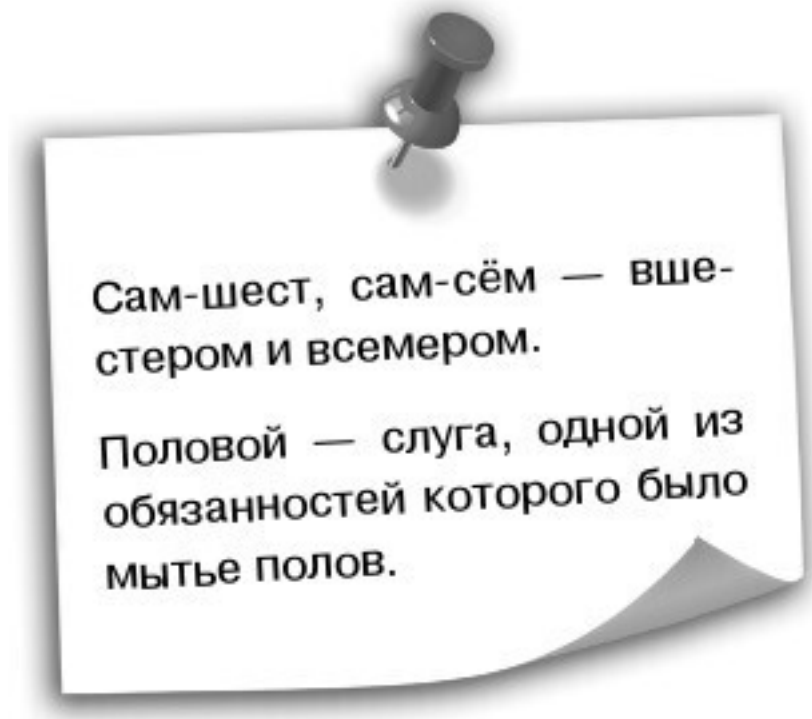 Сам-шест, сам-сём — вше-
стером и всемером.
Половой — слуга, одной из
обязанностей которого было
мытье полов.